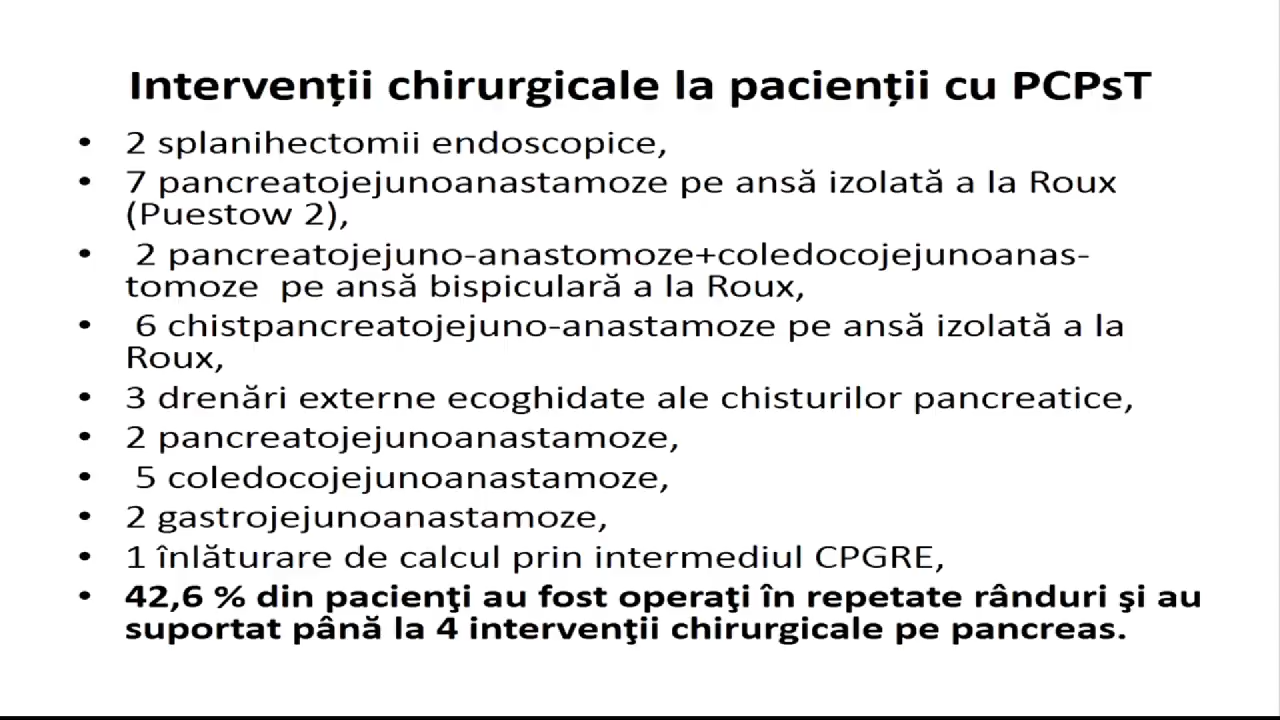 Intervenții chirurgicale la pacienții cu PCPsT
• 2 splanihectomii endoscopice,
• 7 pancreatojejunoanastamoze pe ansă izolată a la Roux
(Puestow 2),
• 2 pancreatojejuno-anastomoze+coledocojejunoanas-
tomoze pe ansă bispiculară a la Roux,
• 6 chistpancreatojejuno-anastamoze pe ansă izolată a la
Roux,
• 3 drenări externe ecoghidate ale chisturilor pancreatice,
• 2 pancreatojejunoanastamoze,
• 5 coledocojejunoanastamoze,
• 2 gastrojejunoanastamoze,
• 1 înlăturare de calcul prin intermediul CPGRE,
• 42,6 % din pacienţi au fost operaţi în repetate rânduri şi au
suportat până la 4 intervenţii chirurgicale pe pancreas.